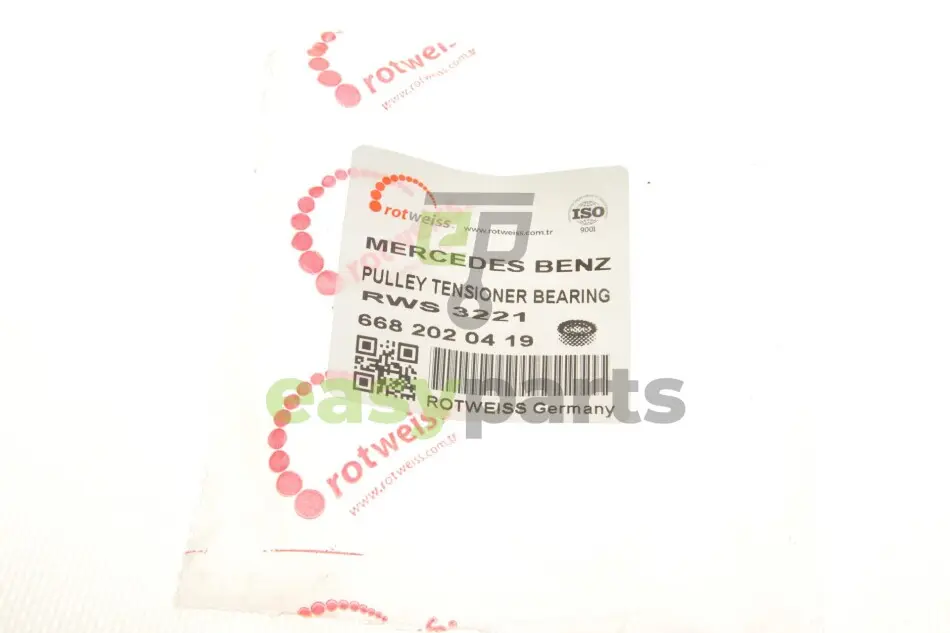 rotweiss
www.rotweiss.com.tr
rotweiss
www.rotweiss.com.tr
ISO
9001
MERCEDES BENZ
PULLEY TENSIONER BEARING
RWS 3221
668 202 04 19
easyparts
ROTWEISS Germany
rotweiss
www.rotweiss.com.tr